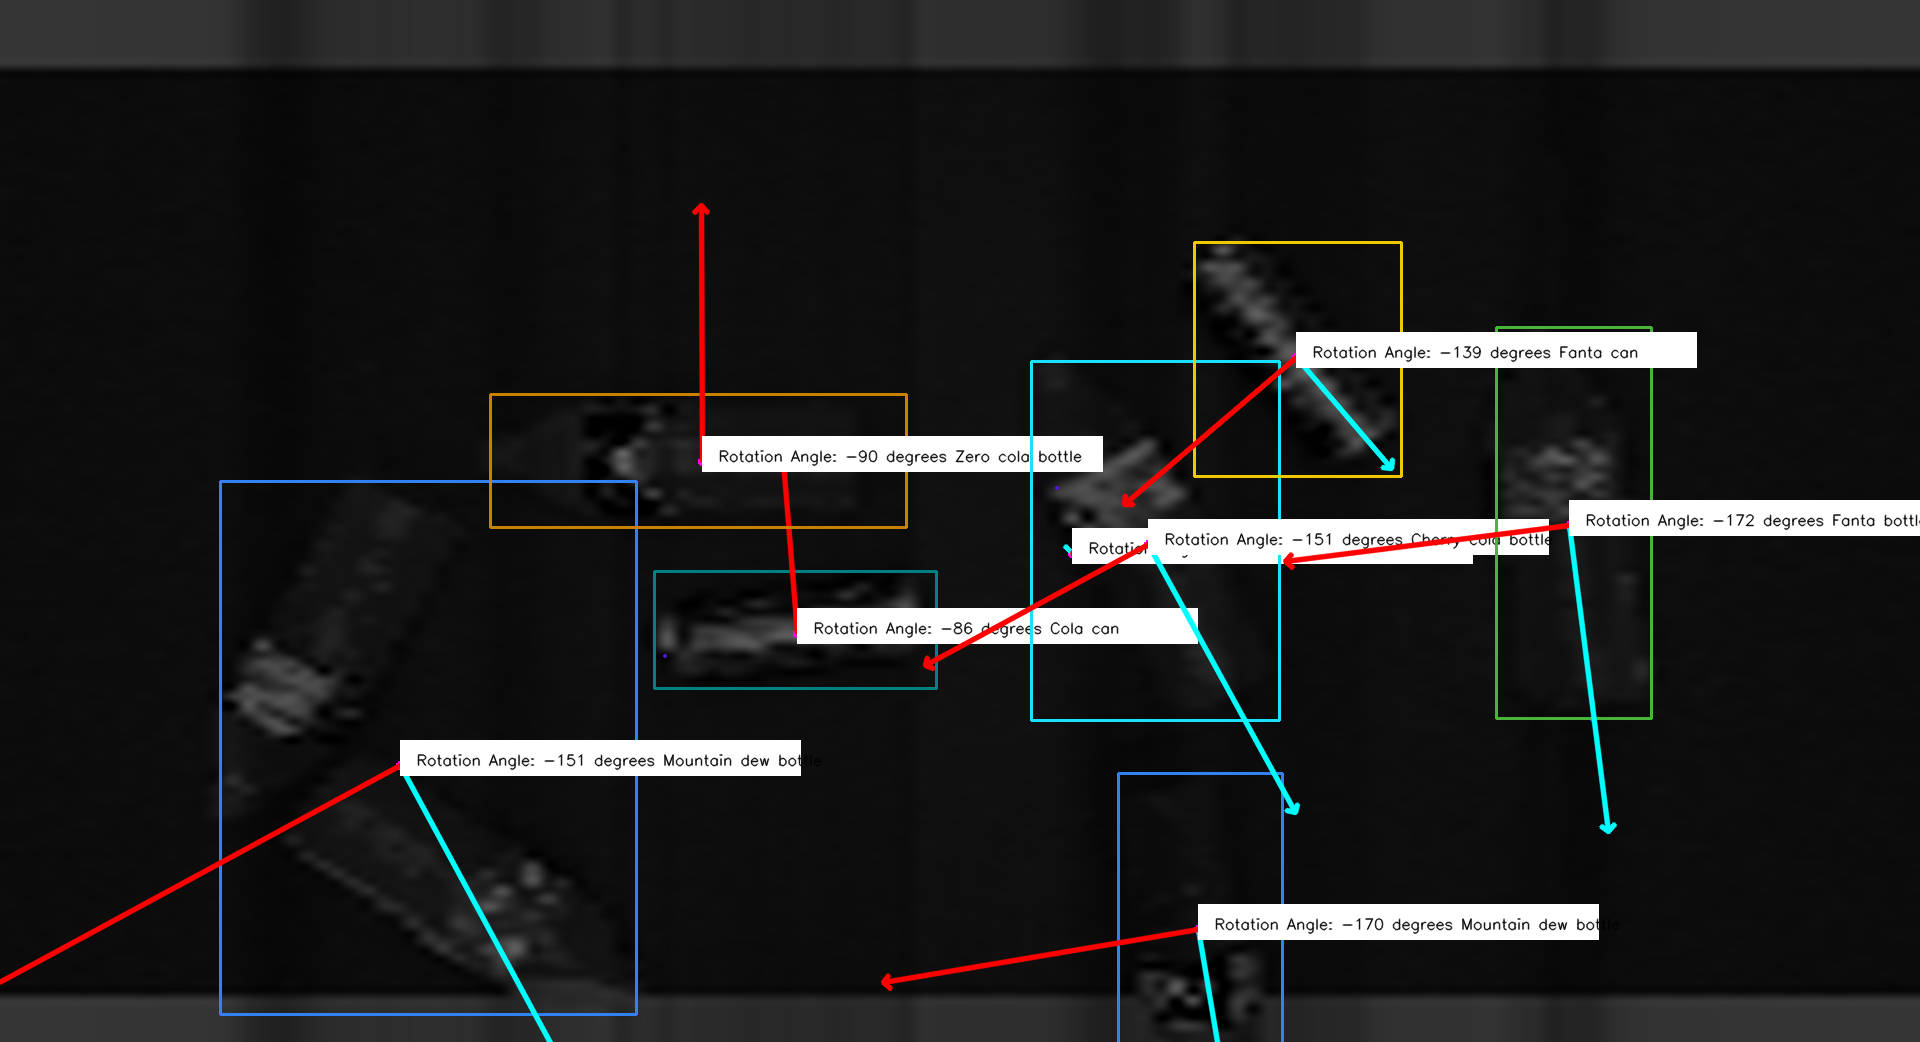 Rotation Angle: -139 degrees Fanta can
Rotation Angle: -90 degrees Zero cola bottle
Rotation Angle: -172 degrees Fanta bottle
Rotation Angle: -151 degrees Cherry cola bottle
Rotation Angle: -86 degrees Cola can
Rotation Angle: -151 degrees Mountain dew bottle
Rotation Angle: -170 degrees Mountain dew bottle